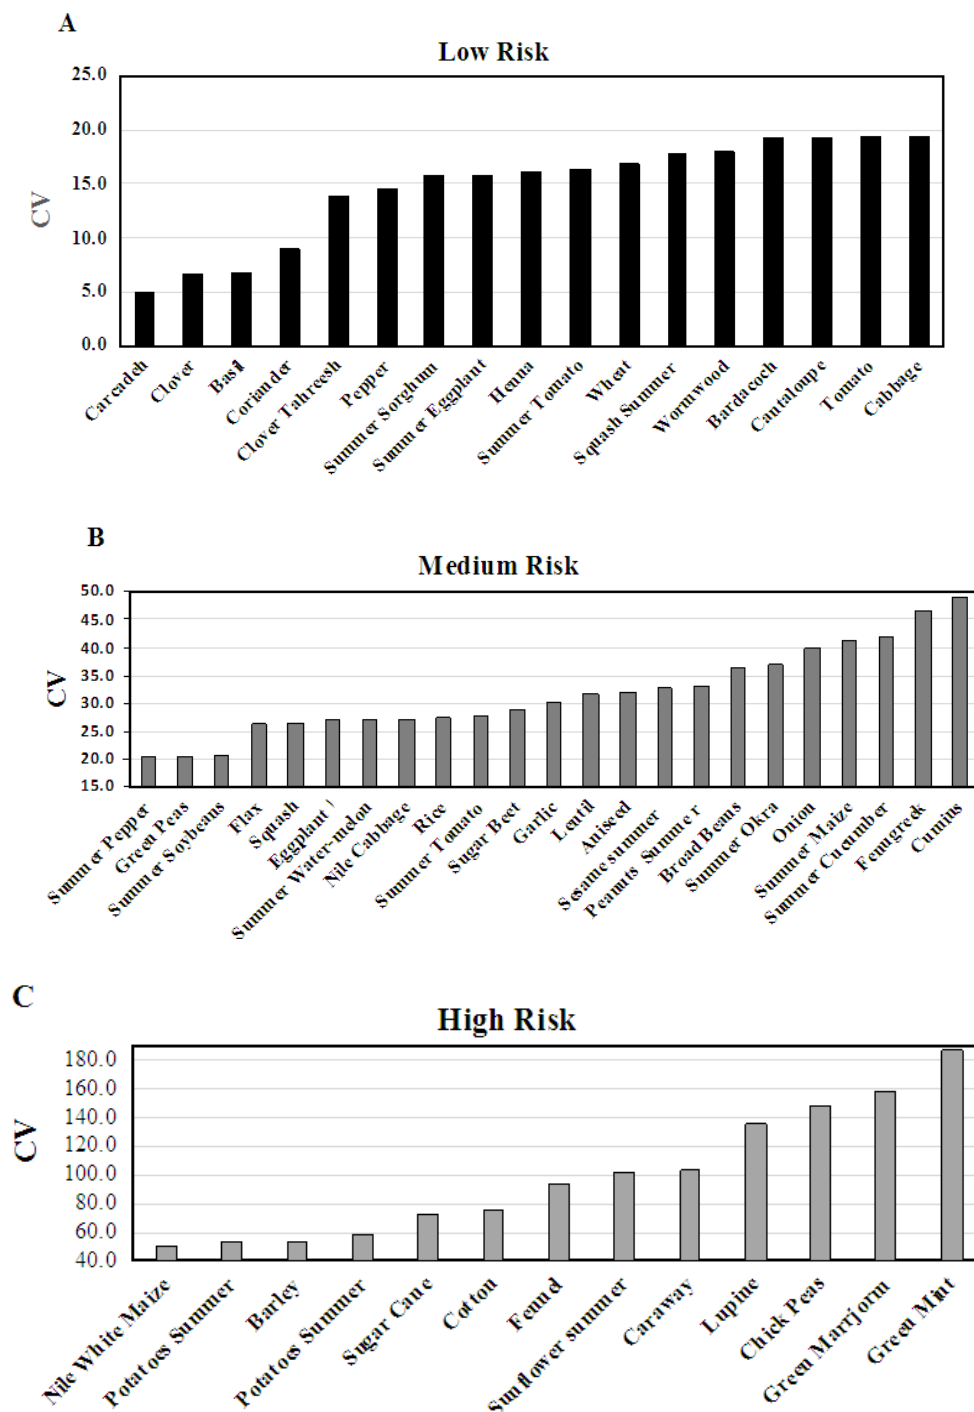 A
Low Risk
25.0
20.0
15.0
10.0
5.0
0.0
CV
Carcadeh
Clover
Basil
Coriander
Clover Tahreesh
Pepper
Summer Sorghum
Summer Eggplant
Henna
Summer Tomato
Wheat
Squash Summer
Wormwood
Bardacoch
Cantaloupe
Tomato
Cabbage
B
Medium Risk
50.0
45.0
40.0
35.0
30.0
25.0
20.0
15.0
CV
Summer Pepper
Green Peas
Summer Soybeans
Flax
Squash
Eggplant
Summer Water-melon
Nile Cabbage
Rice
Summer Tomato
Sugar Beet
Garlic
Lentil
Aniseed
Sesame summer
Peanuts Summer
Broad Beans
Summer Okra
Onion
Summer Maize
Summer Cucumber
Fenugreek
Cumins
C
High Risk
180.0
160.0
140.0
120.0
100.0
80.0
60.0
40.0
CV
Nile White Maize
Potatoes Summer
Barley
Potatoes Summer
Sugar Cane
Cotton
Fennel
Sunflower summer
Caraway
Lupine
Chick Peas
Green Marrjorm
Green Mint